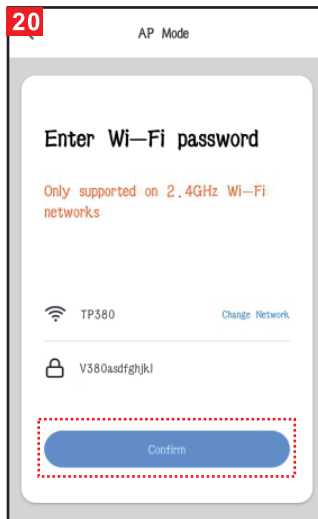 20
AP Mode
Enter Wi-Fi password
Only supported on 2.4GHz Wi-Fi
networks
TP380
Change Network
V380asdfghjkl
Confirm